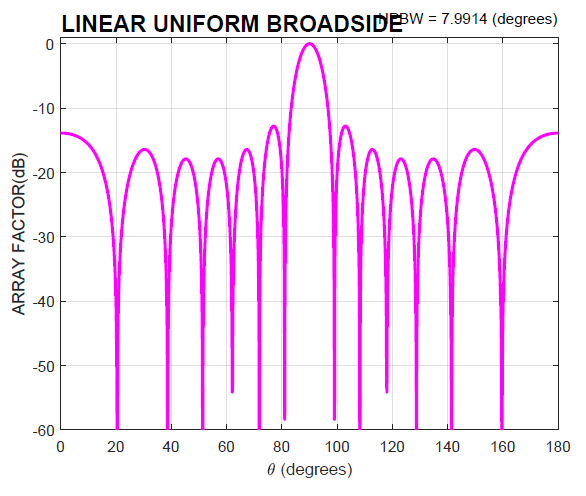 LINEAR UNIFORM BROADSIDE
HPBW = 7.9914 (degrees)
0
-10
-20
-30
-40
-50
-60
ARRAY FACTOR(dB)
0 20 40 60 80 100 120 140 160 180
θ (degrees)